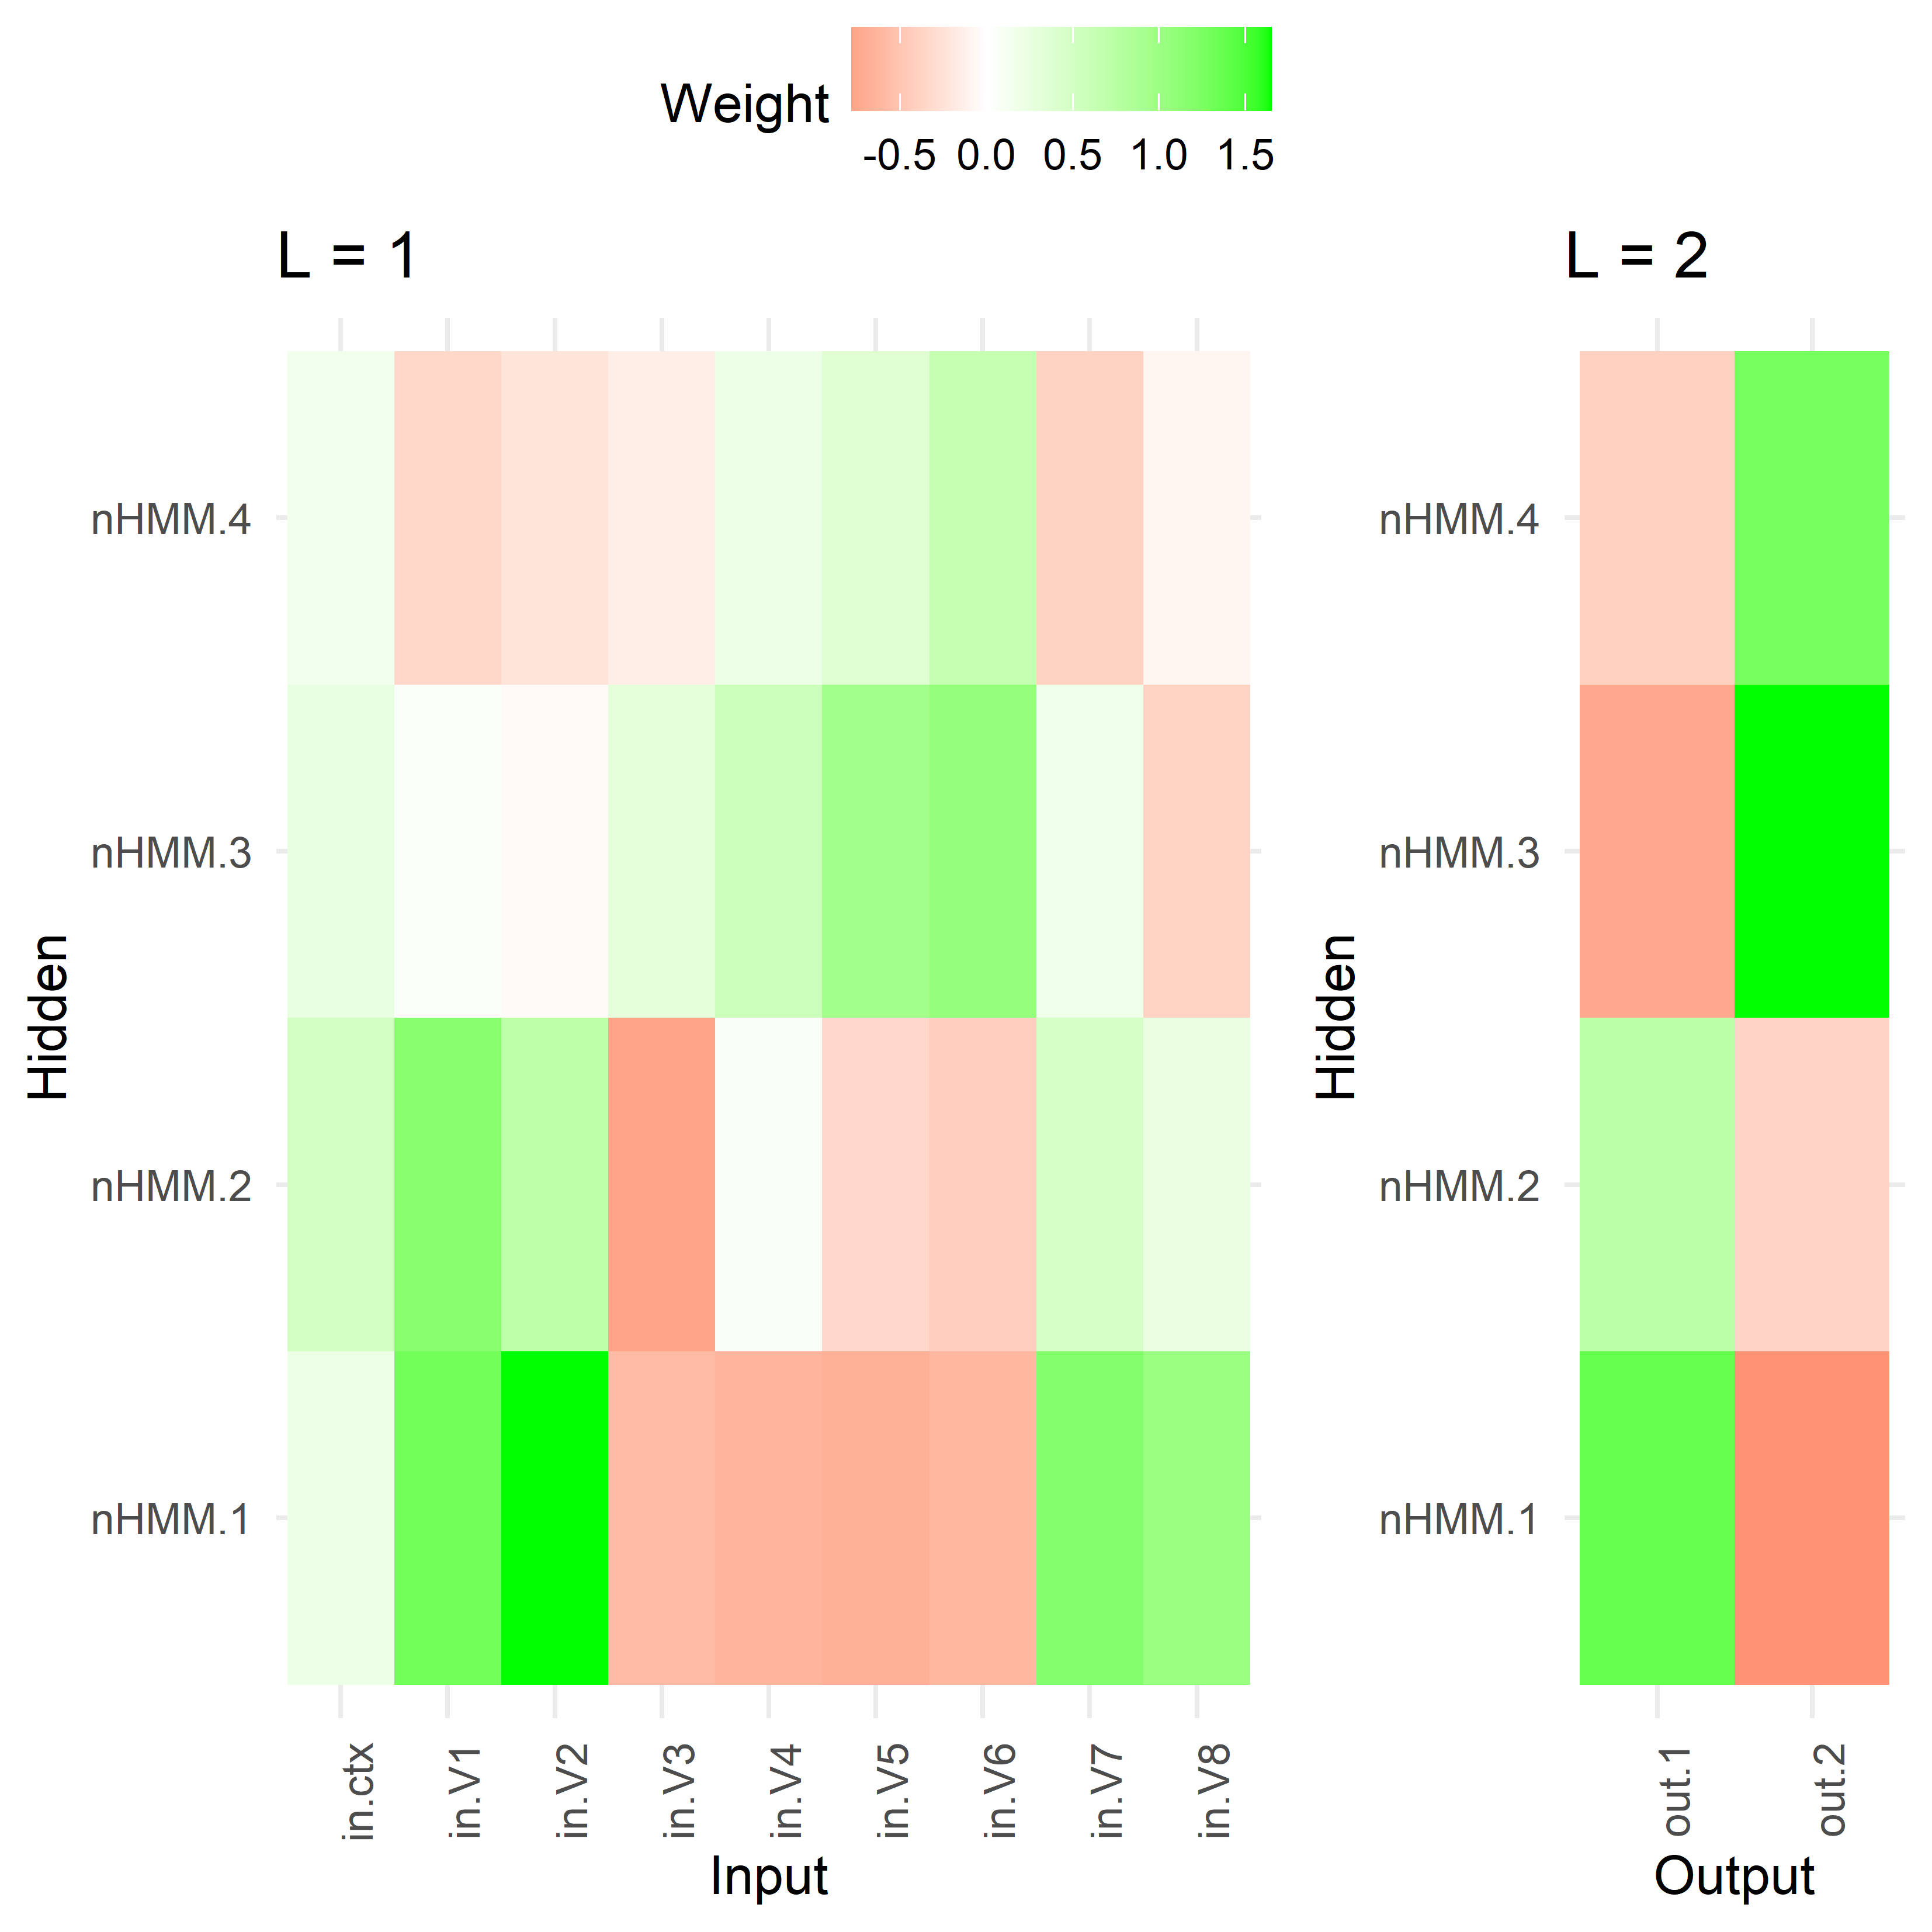 Weight
-0.5 0.0 0.5 1.0 1.5
L = 1
L = 2
Hidden
nHMM.4
nHMM.3
nHMM.2
nHMM.1
in.ctx in.V1 in.V2 in.V3 in.V4 in.V5 in.V6 in.V7 in.V8
Input
Hidden
nHMM.4
nHMM.3
nHMM.2
nHMM.1
out.1 out.2
Output